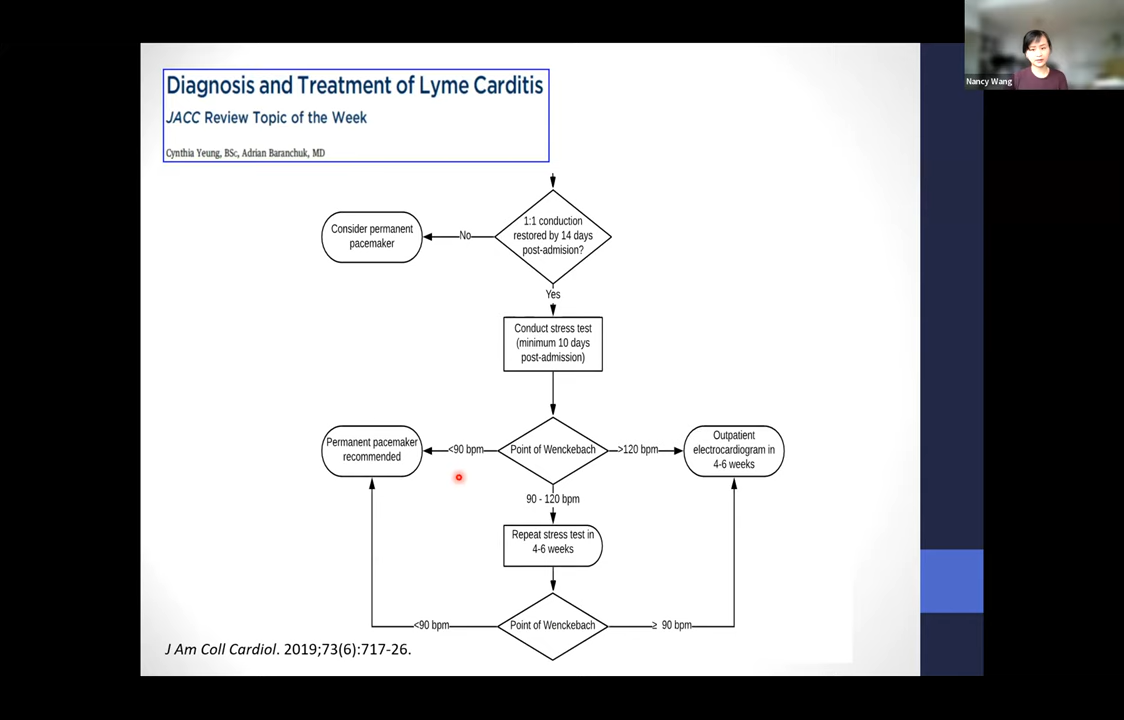 Nancy Wang
Diagnosis and Treatment of Lyme Carditis
JACC Review Topic of the Week
Cynthia Yeung, BSc, Adrian Baranchuk, MD
1:1 conduction
restored by 14 days
post-admision?
No
Consider permanent
pacemaker
Yes
Conduct stress test
(minimum 10 days
post-admission)
Permanent pacemaker
recommended
<90 bpm
Point of Wenckebach
>120 bpm
Outpatient
electrocardiogram in
4-6 weeks
90 - 120 bpm
Repeat stress test in
4-6 weeks
<90 bpm
Point of Wenckebach
≥ 90 bpm
J Am Coll Cardiol. 2019;73(6):717-26.